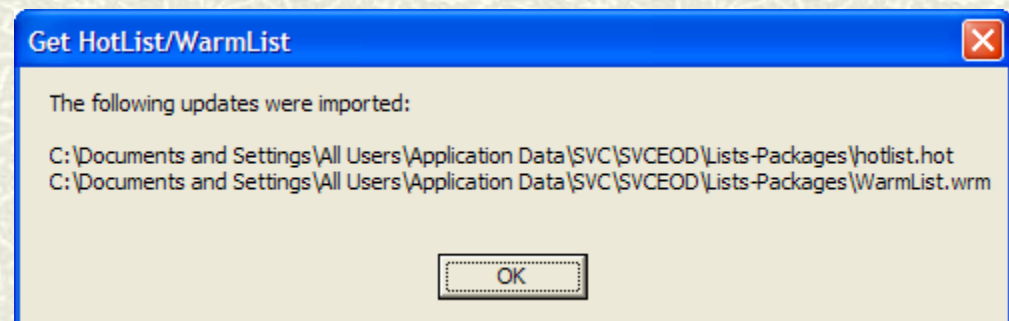 Get HotList/WarmList
The following updates were imported:
C:\Documents and Settings\All Users\Application Data\SVC\SVCEOD\Lists-Packages\hotlist.hot
C:\Documents and Settings\All Users\Application Data\SVC\SVCEOD\Lists-Packages\WarmList.wrm
OK